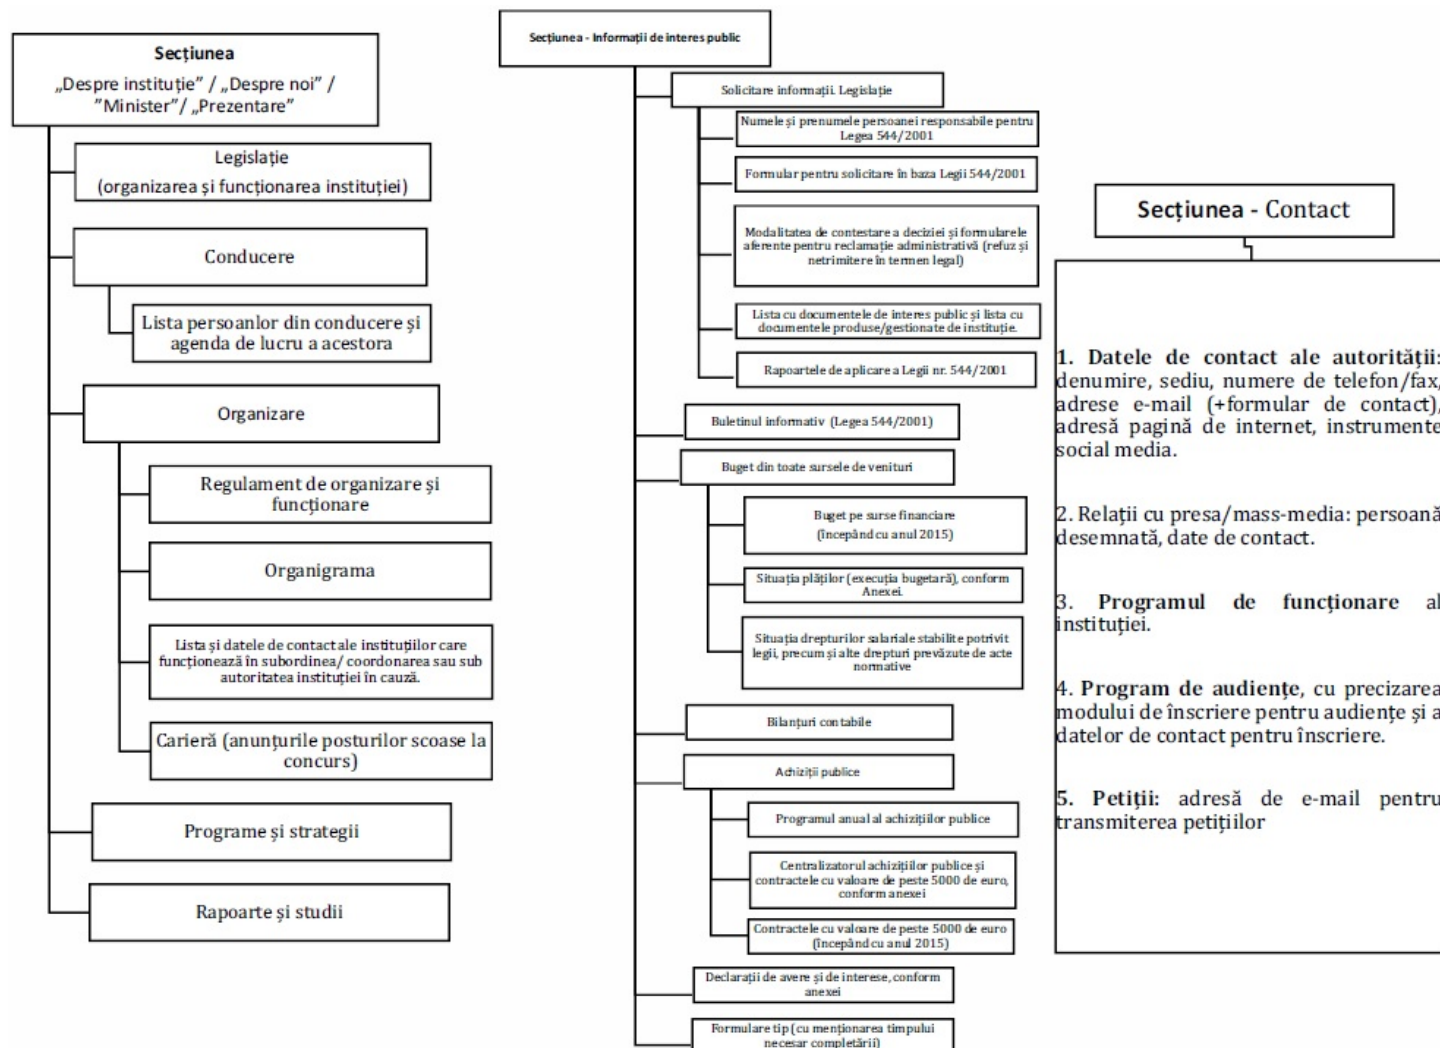 Secțiunea
„Despre instituție” / „Despre noi” /
”Minister”/ „Prezentare”
Legislație
(organizarea și funcționarea instituției)
Conducere
Lista persoanlor din conducere și
agenda de lucru a acestora
Organizare
Regulament de organizare și
funcționare
Organigrama
Lista și datele de contact ale instituțiilor care
funcționează în subordinea/ coordonarea sau sub
autoritatea instituției în cauză.
Carieră (anunțurile posturilor scoase la
concurs)
Programe și strategii
Rapoarte și studii
Secțiunea - Informații de interes public
Solicitare informații. Legislație
Numele și prenumele persoanei responsabile pentru
Legea 544/2001
Formular pentru solicitare în baza Legii 544/2001
Modalitatea de contestare a deciziei și formularele
aferente pentru reclamație administrativă (refuz și
netrimitere în termen legal)
Lista cu documentele de interes public și lista cu
documentele produse/gestionate de instituție.
Rapoartele de aplicare a Legii nr. 544/2001
Buletinul informativ (Legea 544/2001)
Buget din toate sursele de venituri
Buget pe surse financiare
(începând cu anul 2015)
Situația plăților (execuția bugetară), conform
Anexei.
Situația drepturilor salariale stabilite potrivit
legii, precum și alte drepturi prevăzute de acte
normative
Bilanțuri contabile
Achiziții publice
Programul anual al achizițiilor publice
Centralizatorul achizițiilor publice și
contractele cu valoare de peste 5000 de euro,
conform anexei
Contractele cu valoare de peste 5000 de euro
(începând cu anul 2015)
Declarații de avere și de interese, conform
anexei
Formulare tip (cu menționarea timpului
necesar completării)
Secțiunea - Contact
1. Datele de contact ale autorității:
denumire, sediu, numere de telefon/fax,
adrese e-mail (+formular de contact),
adresă pagină de internet, instrumente
social media.
2. Relații cu presa/mass-media: persoană
desemnată, date de contact.
3. Programul de funcționare al
instituției.
4. Program de audiențe, cu precizarea
modului de înscriere pentru audiențe și a
datelor de contact pentru înscriere.
5. Petiții: adresă de e-mail pentru
transmiterea petițiilor